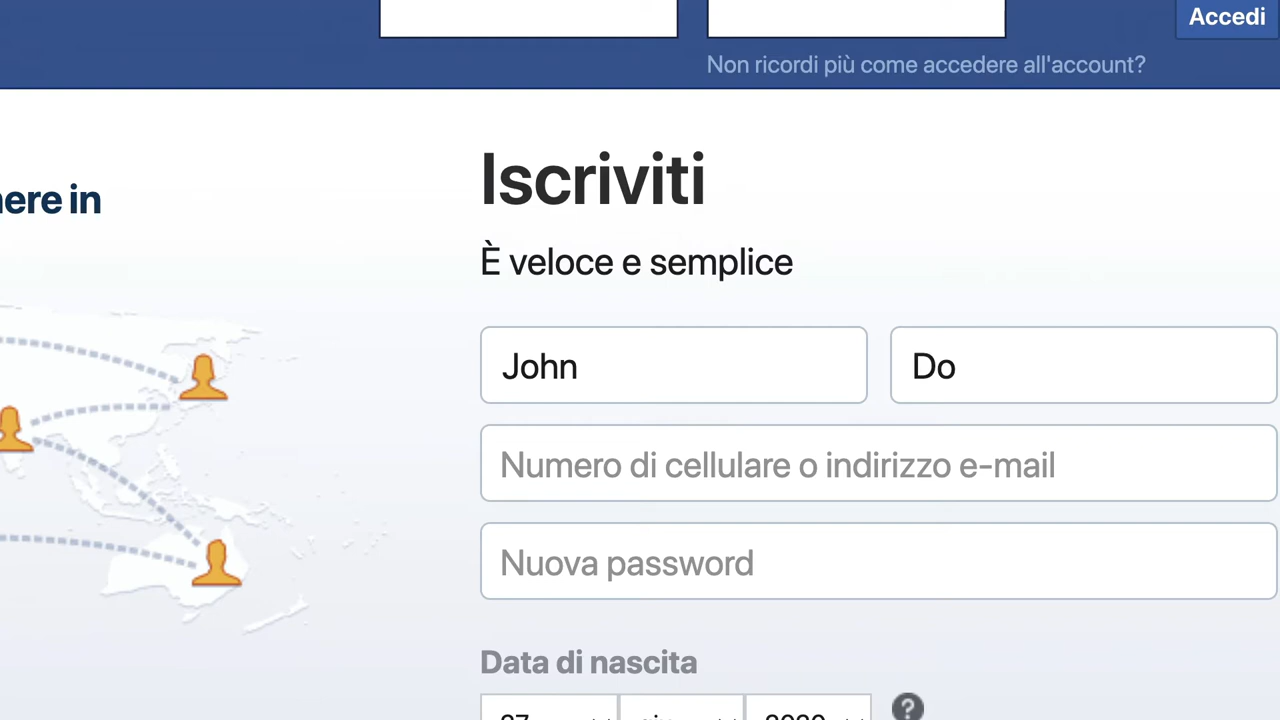 Accedi
Non ricordi più come accedere all'account?
Iscriviti
ere in
È veloce e semplice
John
Do
Numero di cellulare o indirizzo e-mail
Nuova password
Data di nascita
?